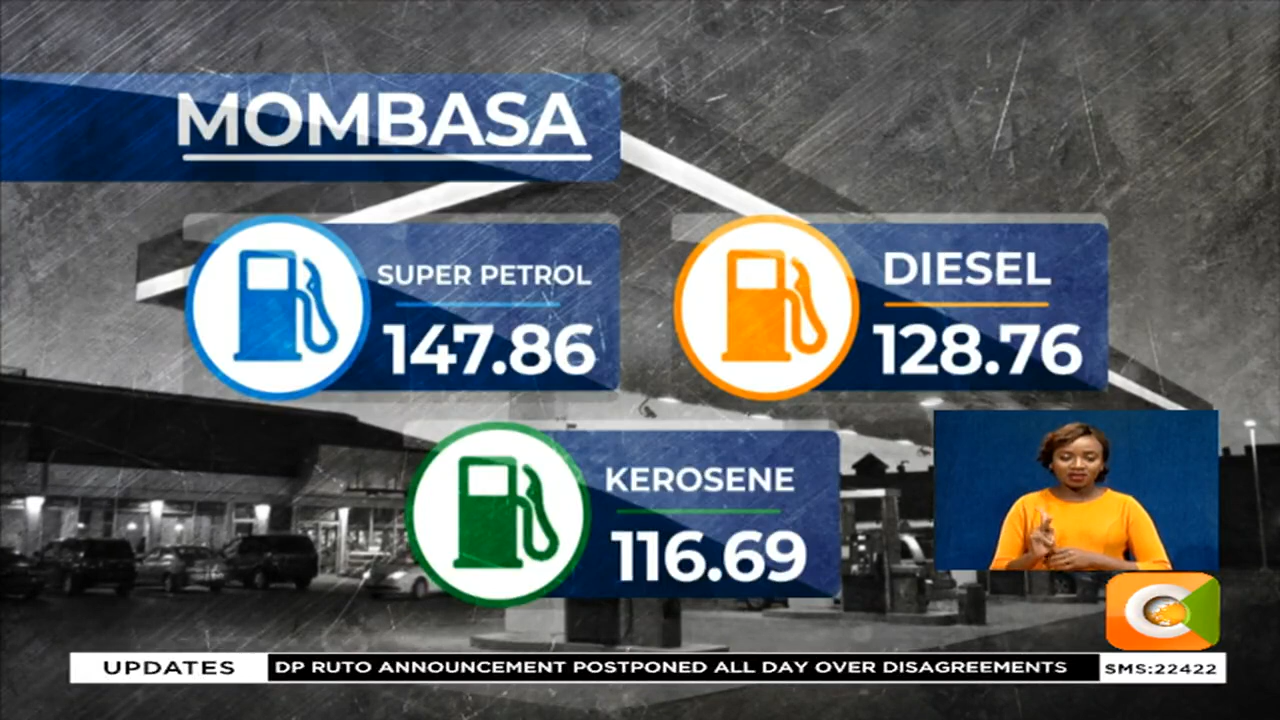 MOMBASA
SUPER PETROL
147.86
DIESEL
128.76
KEROSENE
116.69
UPDATES
DP RUTO ANNOUNCEMENT POSTPONED ALL DAY OVER DISAGREEMENTS
SMS:22422